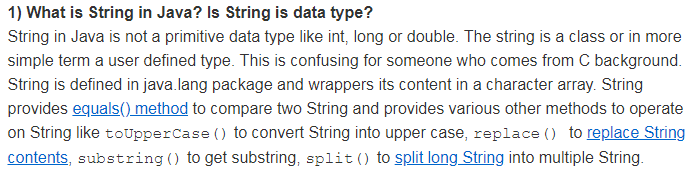 1) What is String in Java? Is String is data type?
String in Java is not a primitive data type like int, long or double. The string is a class or in more
simple term a user defined type. This is confusing for someone who comes from C background.
String is defined in java.lang package and wrappers its content in a character array. String
provides equals() method to compare two String and provides various other methods to operate
on String like toUpperCase() to convert String into upper case, replace() to replace String
contents, substring() to get substring, split() to split long String into multiple String.